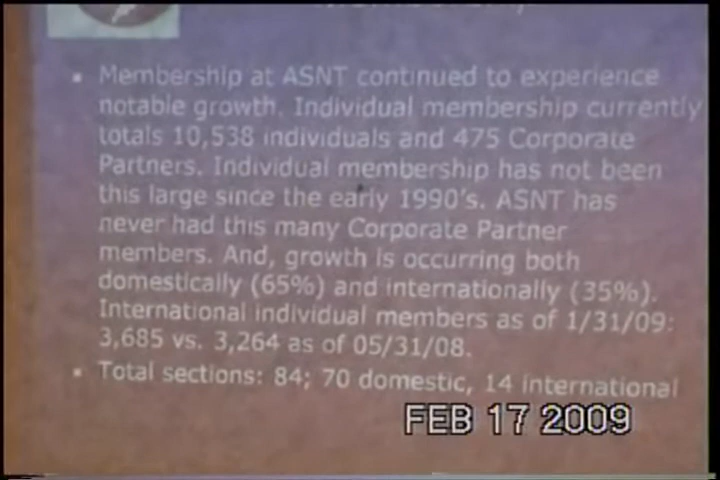 • Membership at ASNT continued to experience
notable growth. Individual membership currently
totals 10,538 individuals and 475 Corporate
Partners. Individual membership has not been
this large since the early 1990's. ASNT has
never had this many Corporate Partner
members. And, growth is occurring both
domestically (65%) and internationally (35%).
International individual members as of 1/31/09:
3,685 vs. 3,264 as of 05/31/08.
• Total sections: 84; 70 domestic, 14 international
FEB 17 2009